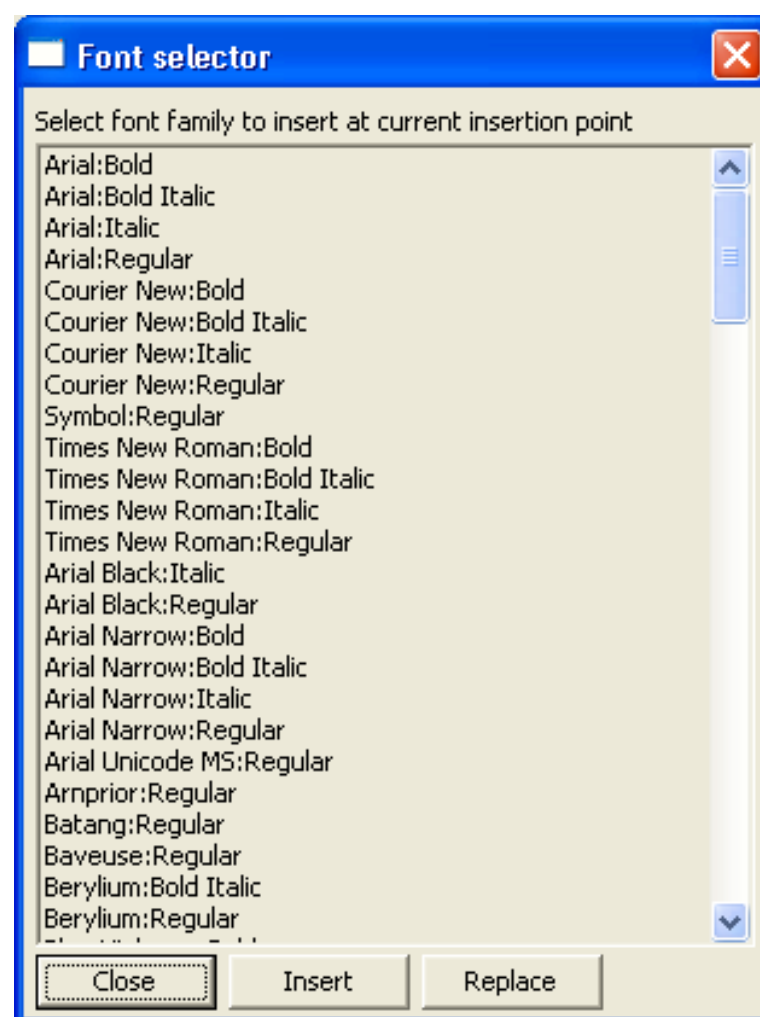 Font selector
Select font family to insert at current insertion point
Arial:Bold
Arial:Bold Italic
Arial:Italic
Arial:Regular
Courier New:Bold
Courier New:Bold Italic
Courier New:Italic
Courier New:Regular
Symbol:Regular
Times New Roman:Bold
Times New Roman:Bold Italic
Times New Roman:Italic
Times New Roman:Regular
Arial Black:Italic
Arial Black:Regular
Arial Narrow:Bold
Arial Narrow:Bold Italic
Arial Narrow:Italic
Arial Narrow:Regular
Arial Unicode MS:Regular
Arnprior:Regular
Batang:Regular
Baveuse:Regular
Berylium:Bold Italic
Berylium:Regular
Close Insert Replace